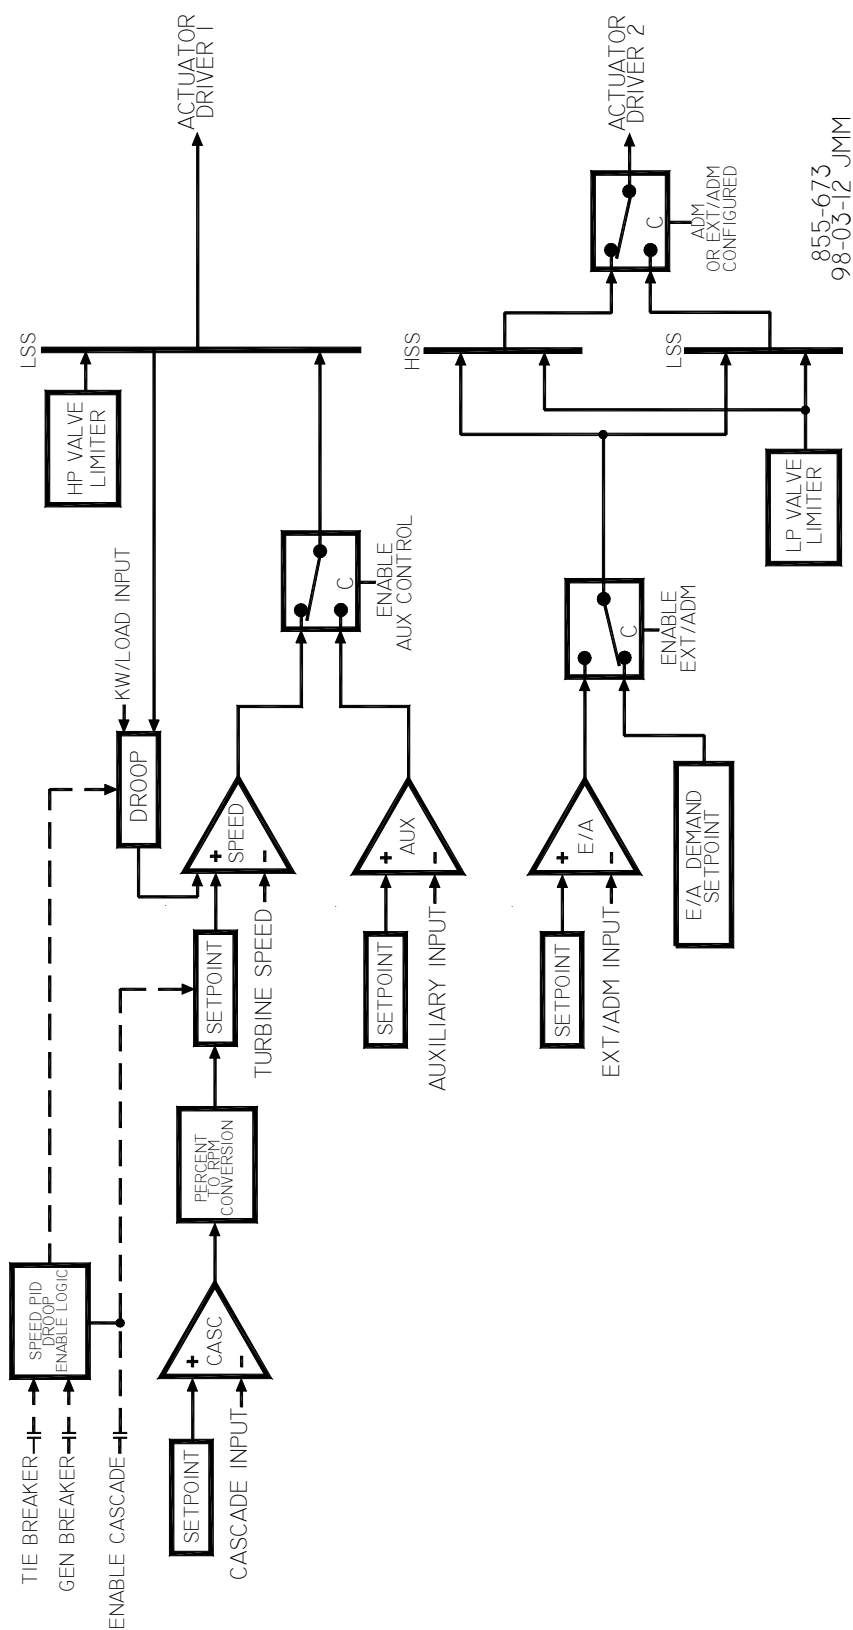 TIE BREAKER
GEN BREAKER
ENABLE CASCADE
SPEED PID
DROOP
ENABLE LOGIC
SETPOINT
CASCADE INPUT
+
CASC
-
PERCENT
TO RPM
CONVERSION
SETPOINT
TURBINE SPEED
DROOP
KW/LOAD INPUT
+
SPEED
-
HP VALVE
LIMITER
LSS
ACTUATOR
DRIVER 1
SETPOINT
AUXILIARY INPUT
+
AUX
-
C
ENABLE
AUX CONTROL
SETPOINT
EXT/ADM INPUT
+
E/A
-
E/A DEMAND
SETPOINT
C
ENABLE
EXT/ADM
LP VALVE
LIMITER
HSS
LSS
C
ADM
OR EXT/ADM
CONFIGURED
ACTUATOR
DRIVER 2
855-673
98-03-12 JMM